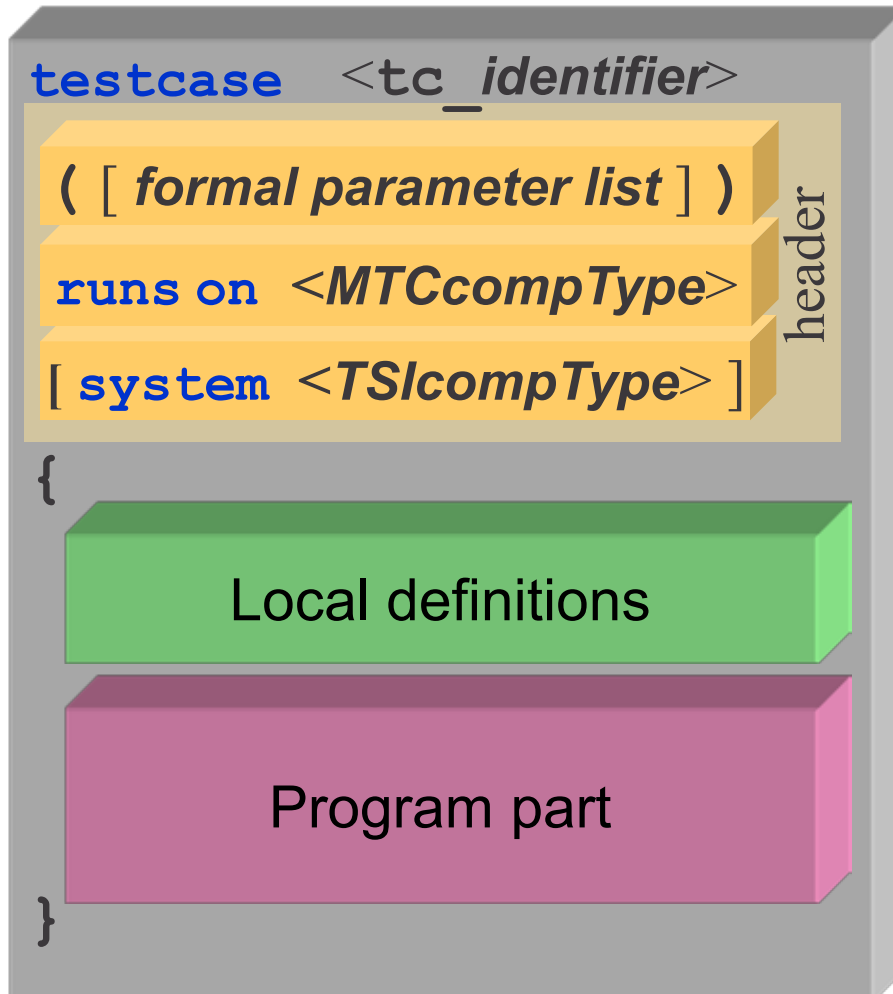 testcase <tc_identifier>
( [ formal parameter list ] )
runs on <MTCcompType>
[ system <TSIcompType> ]
header
{
Local definitions
Program part
}